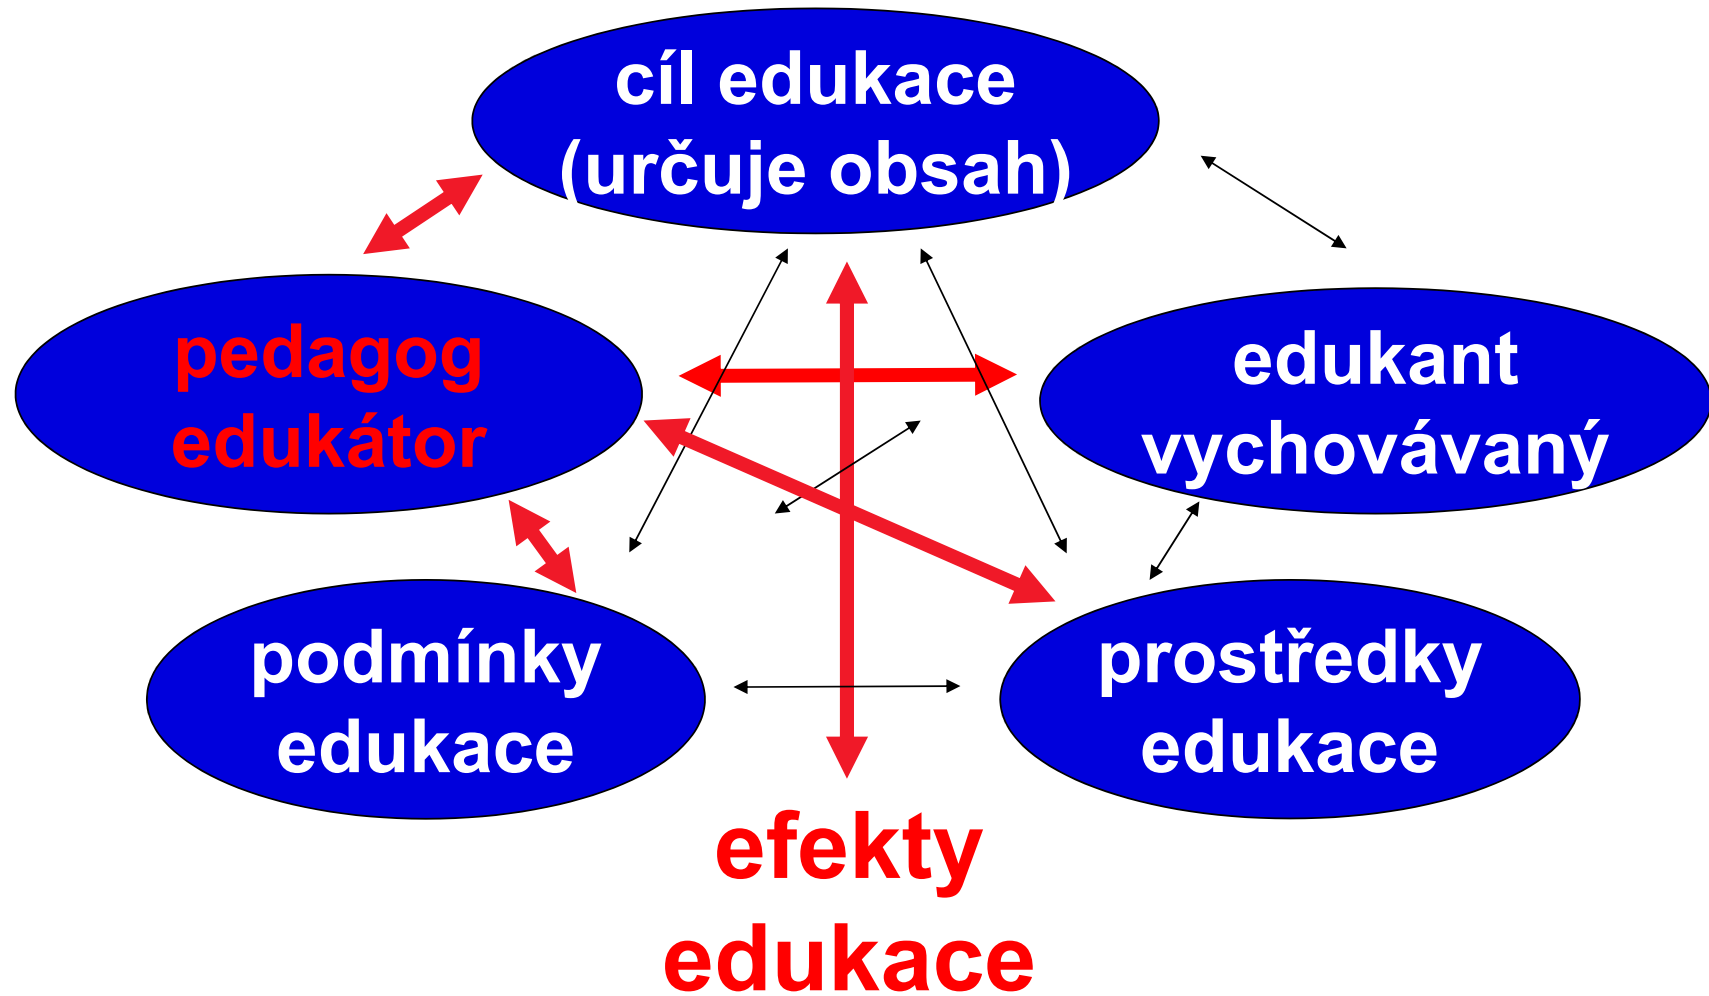 cíl edukace
(určuje obsah)
pedagog
edukátor
edukant
vychovávaný
podmínky
edukace
prostředky
edukace
efekty
edukace